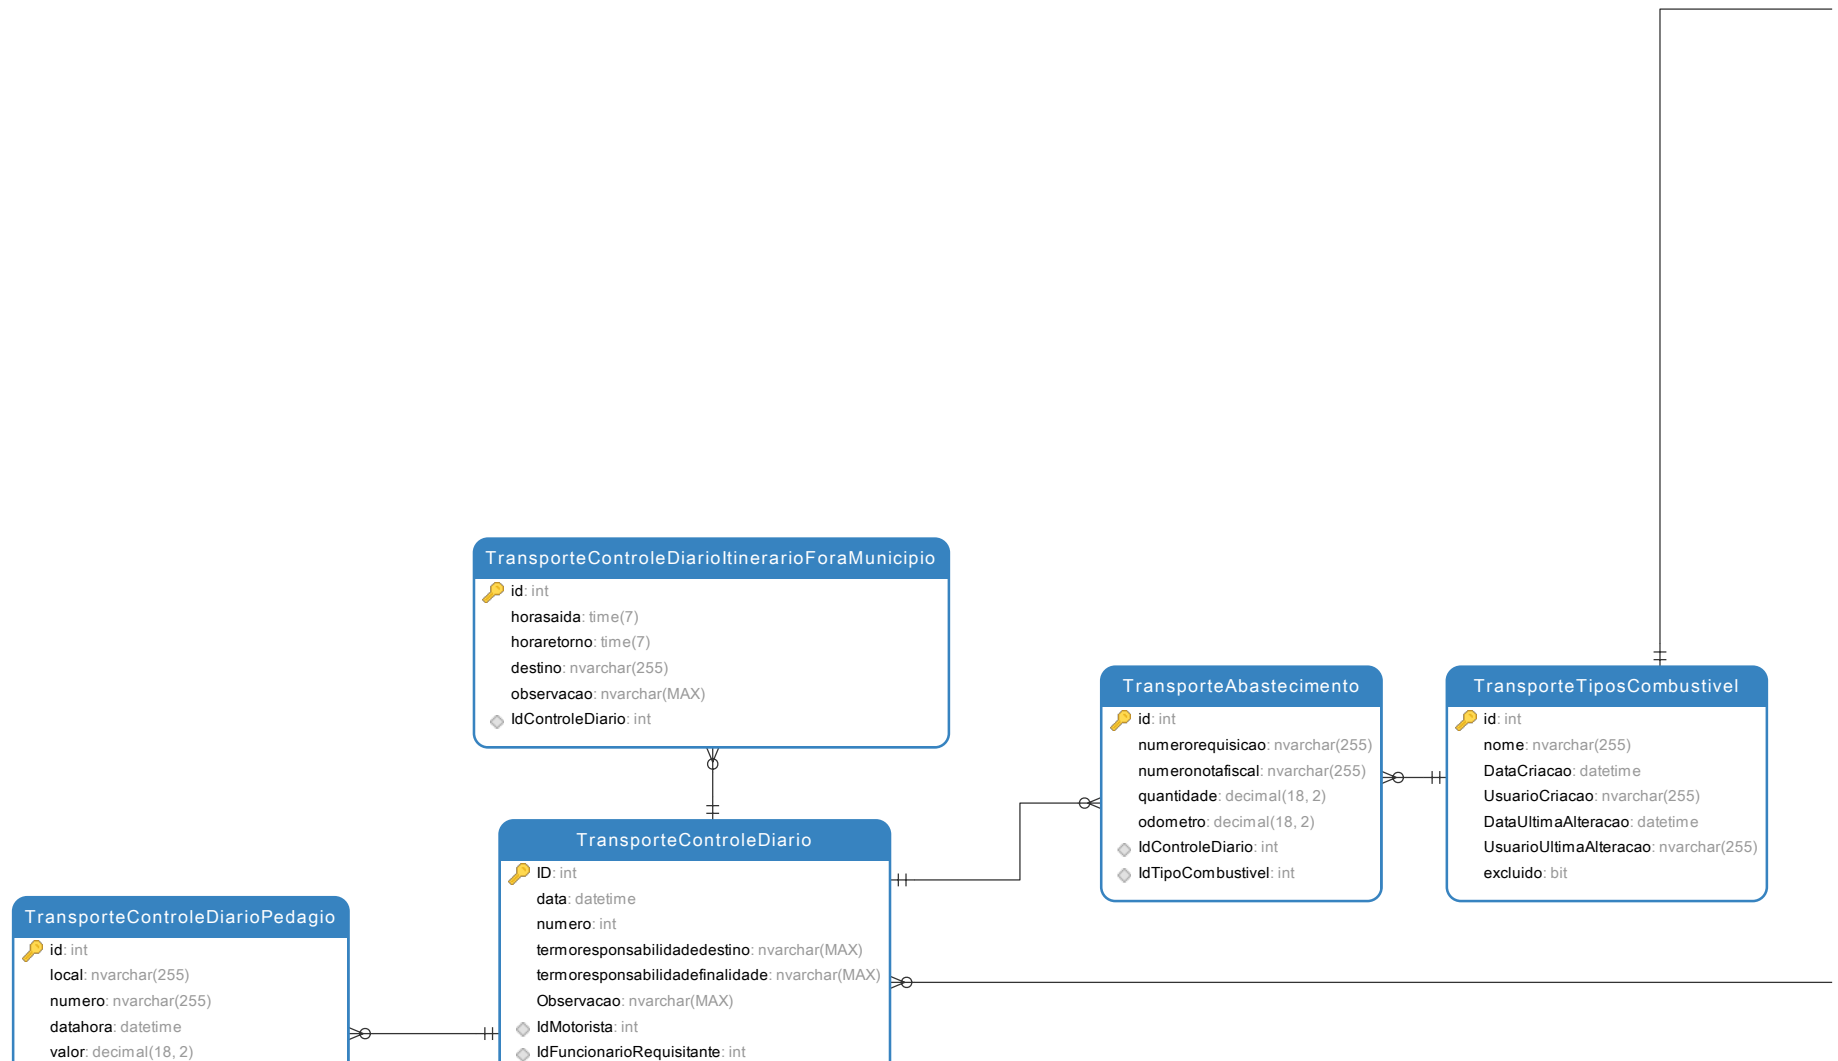 TransporteControleDiarioItinerarioForaMunicipio
id: int
horasaida: time(7)
horaretorno: time(7)
destino: nvarchar(255)
observacao: nvarchar(MAX)
IdControleDiario: int
TransporteAbastecimento
id: int
numerorequisicao: nvarchar(255)
numeronotafiscal: nvarchar(255)
quantidade: decimal(18, 2)
odometro: decimal(18, 2)
IdControleDiario: int
IdTipoCombustivel: int
TransporteTiposCombustivel
id: int
nome: nvarchar(255)
DataCriacao: datetime
UsuarioCriacao: nvarchar(255)
DataUltimaAlteracao: datetime
UsuarioUltimaAlteracao: nvarchar(255)
excluido: bit
TransporteControleDiario
ID: int
data: datetime
numero: int
termoresponsabilidadedestino: nvarchar(MAX)
termoresponsabilidadefinalidade: nvarchar(MAX)
Observacao: nvarchar(MAX)
IdMotorista: int
IdFuncionarioRequisitante: int
TransporteControleDiarioPedagio
id: int
local: nvarchar(255)
numero: nvarchar(255)
datahora: datetime
valor: decimal(18, 2)